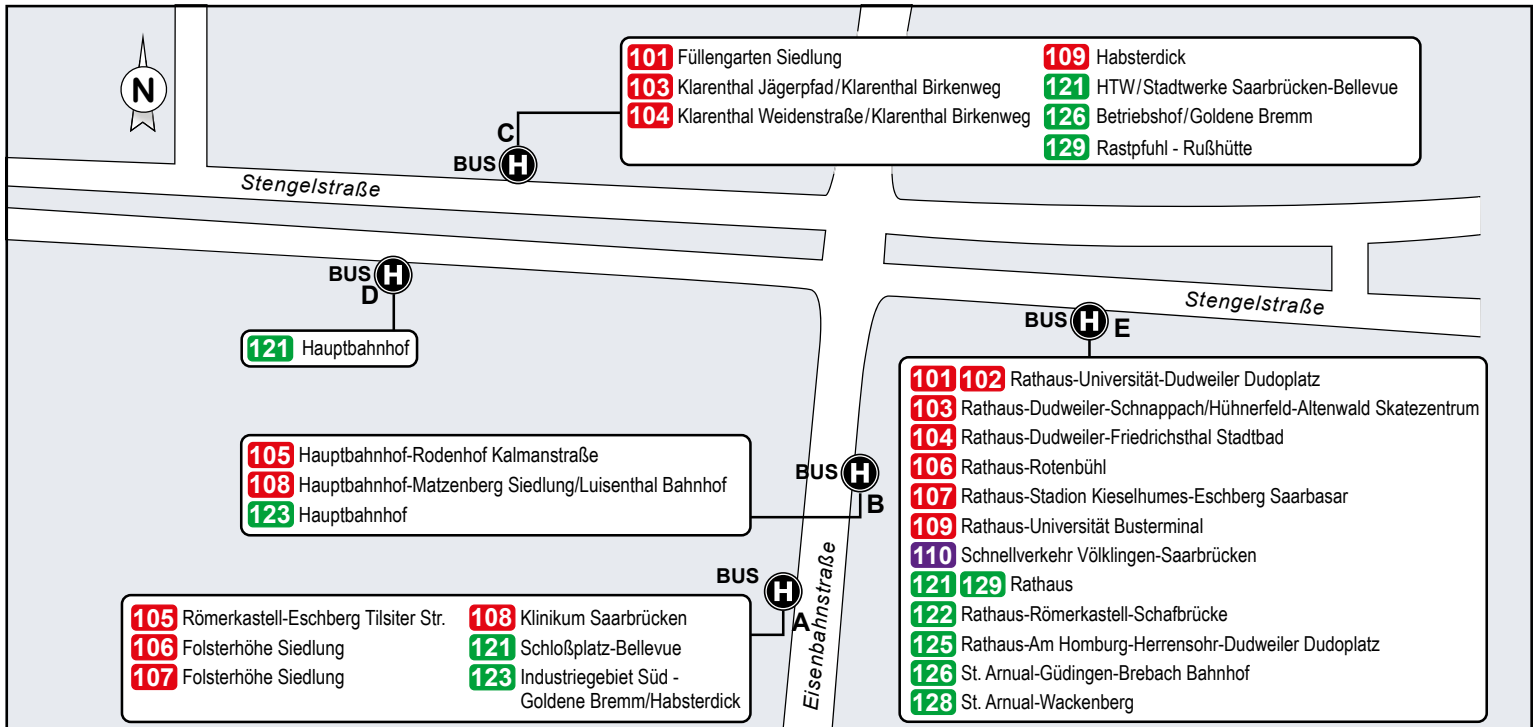 N
101 Füllengarten Siedlung
103 Klarenthal Jägerpfad/Klarenthal Birkenweg
104 Klarenthal Weidenstraße/Klarenthal Birkenweg
109 Habsterdick
121 HTW/Stadtwerke Saarbrücken-Bellevue
126 Betriebshof/Goldene Bremm
129 Rastpfuhl - Rußhütte
C
BUS H
Stengelstraße
BUS H
D
121 Hauptbahnhof
Stengelstraße
BUS H E
101 102 Rathaus-Universität-Dudweiler Dudoplatz
103 Rathaus-Dudweiler-Schnappach/Hühnerfeld-Altenwald Skatezentrum
104 Rathaus-Dudweiler-Friedrichsthal Stadtbad
106 Rathaus-Rotenbühl
107 Rathaus-Stadion Kieselhumes-Eschberg Saarbasar
109 Rathaus-Universität Busterminal
110 Schnellverkehr Völklingen-Saarbrücken
121 129 Rathaus
122 Rathaus-Römerkastell-Schafbrücke
125 Rathaus-Am Homburg-Herrensohr-Dudweiler Dudoplatz
126 St. Arnual-Güdingen-Brebach Bahnhof
128 St. Arnual-Wackenberg
105 Hauptbahnhof-Rodenhof Kalmanstraße
108 Hauptbahnhof-Matzenberg Siedlung/Luisenthal Bahnhof
123 Hauptbahnhof
BUS H
B
Eisenbahnstraße
BUS H
A
105 Römerkastell-Eschberg Tilsiter Str.
106 Folsterhöhe Siedlung
107 Folsterhöhe Siedlung
108 Klinikum Saarbrücken
121 Schloßplatz-Bellevue
123 Industriegebiet Süd -
Goldene Bremm/Habsterdick